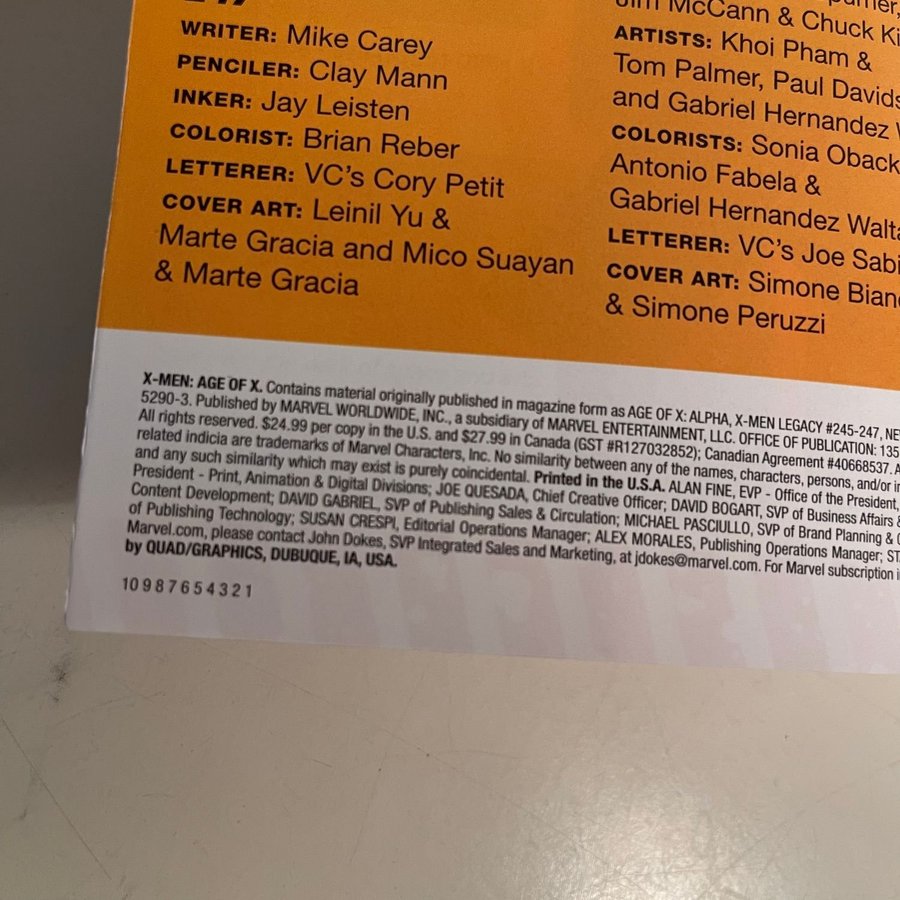 WRITER: Mike Carey
PENCILER: Clay Mann
INKER: Jay Leisten
COLORIST: Brian Reber
LETTERER: VC's Cory Petit
COVER ART: Leinil Yu &
Marte Gracia and Mico Suayan
& Marte Gracia
Jim McCann & Chuck
ARTISTS: Khoi Pham &
Tom Palmer, Paul
and Gabriel Hernandez
COLORISTS: Sonia Oback
Antonio Fabela &
Gabriel Hernandez
LETTERER: VC's Joe
COVER ART: Simone
& Simone Peruzzi
X-MEN: AGE OF X. Contains material originally published in magazine form as AGE OF X: ALPHA, X-MEN LEGACY #245-247,
5290-3. Published by MARVEL WORLDWIDE, INC., a subsidiary of MARVEL ENTERTAINMENT, LLC. OFFICE OF PUBLICATION: 135
All rights reserved. $24.99 per copy in the U.S. and $27.99 in Canada (GST #R127032852); Canadian Agreement #40668537.
related indicia are trademarks of Marvel Characters, Inc. No similarity between any of the names, characters, persons, and/or
and any such similarity which may exist is purely coincidental. Printed in the U.S.A. ALAN FINE, EVP - Office of the President,
President - Print, Animation & Digital Divisions; JOE QUESADA, Chief Creative Officer; DAVID BOGART, SVP of Business Affairs &
Content Development; DAVID GABRIEL, SVP of Publishing Sales & Circulation; MICHAEL PASCIULLO, SVP of Brand Planning &
of Publishing Technology; SUSAN CRESPI, Editorial Operations Manager; ALEX MORALES, Publishing Operations Manager;
Marvel.com, please contact John Dokes, SVP Integrated Sales and Marketing, at jdokes@marvel.com. For Marvel subscription
by QUAD/GRAPHICS, DUBUQUE, IA, USA.
10 9 8 7 6 5 4 3 2 1